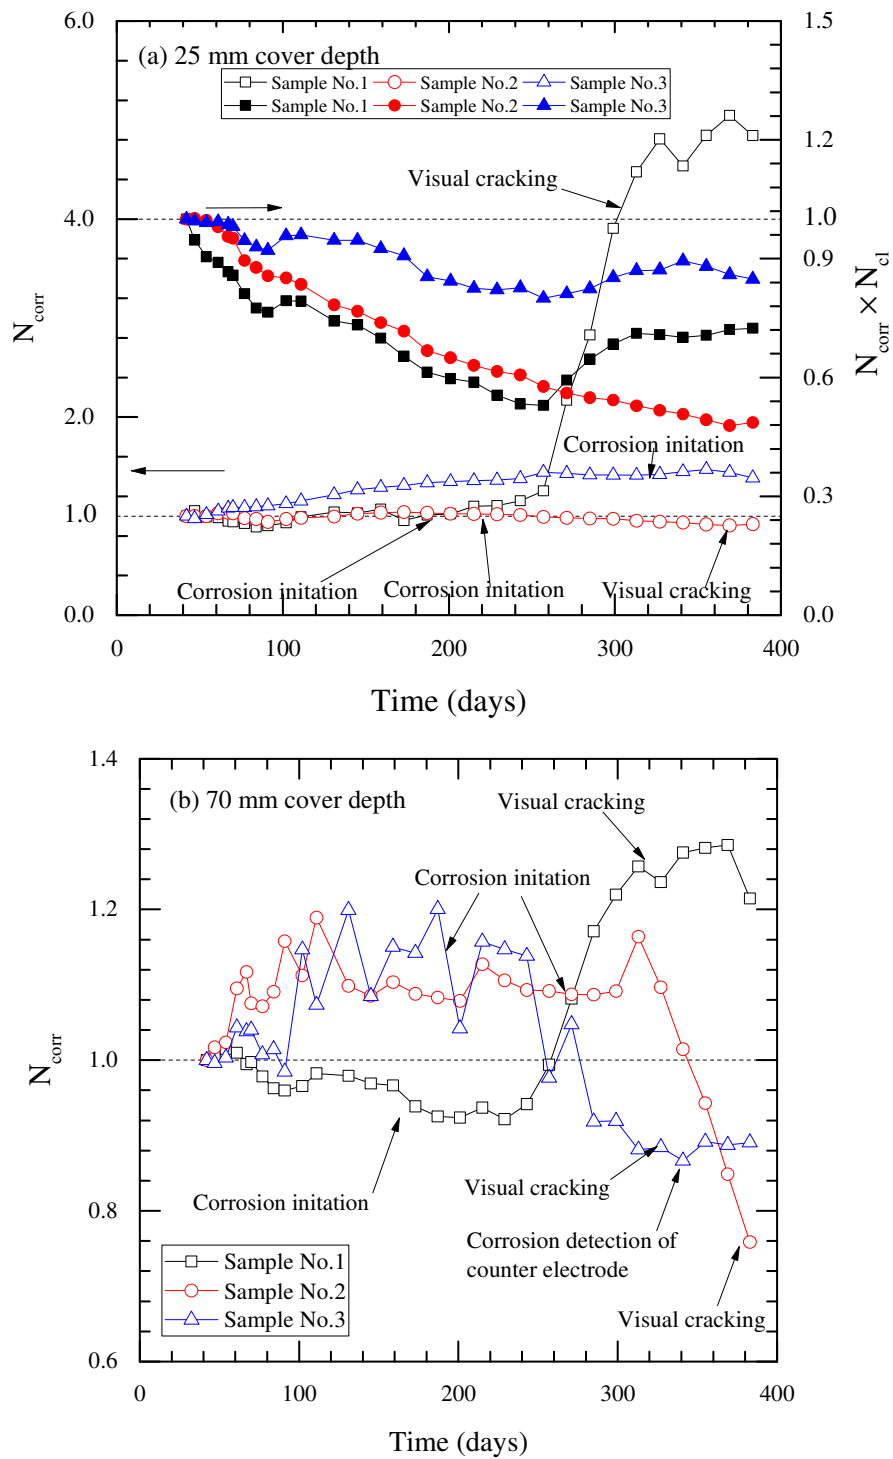 6.0
1.5
(a) 25 mm cover depth
Sample No.1 Sample No.2 Sample No.3
Sample No.1 Sample No.2 Sample No.3
1.2
Visual cracking
4.0
1.0
0.9
N_corr
N_corr × N_cl
0.6
2.0
Corrosion initation
1.0
0.3
Corrosion initation
Corrosion initation
Visual cracking
0.0
0.0
0 100 200 300 400
Time (days)
1.4
(b) 70 mm cover depth
Visual cracking
1.2
Corrosion initation
N_corr
1.0
Corrosion initation
Visual cracking
0.8
Corrosion detection of
counter electrode
Sample No.1
Sample No.2
Sample No.3
Visual cracking
0.6
0 100 200 300 400
Time (days)